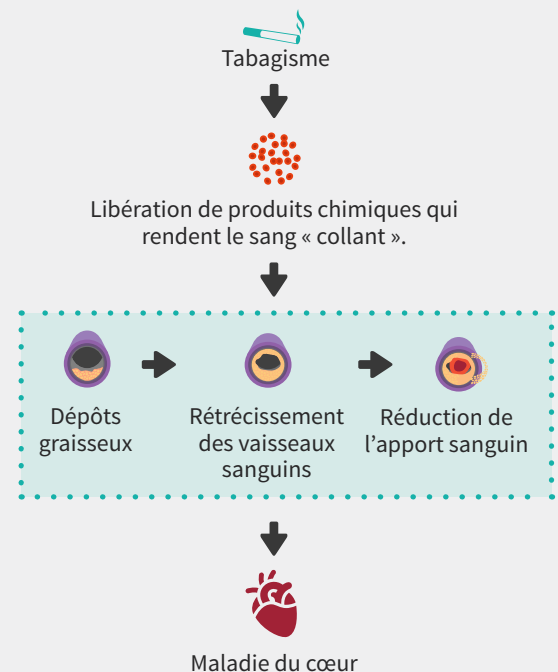 Tabagisme
Libération de produits chimiques qui
rendent le sang « collant ».
Dépôts
graisseux
Rétrécissement
des vaisseaux
sanguins
Réduction de
l’apport sanguin
Maladie du cœur